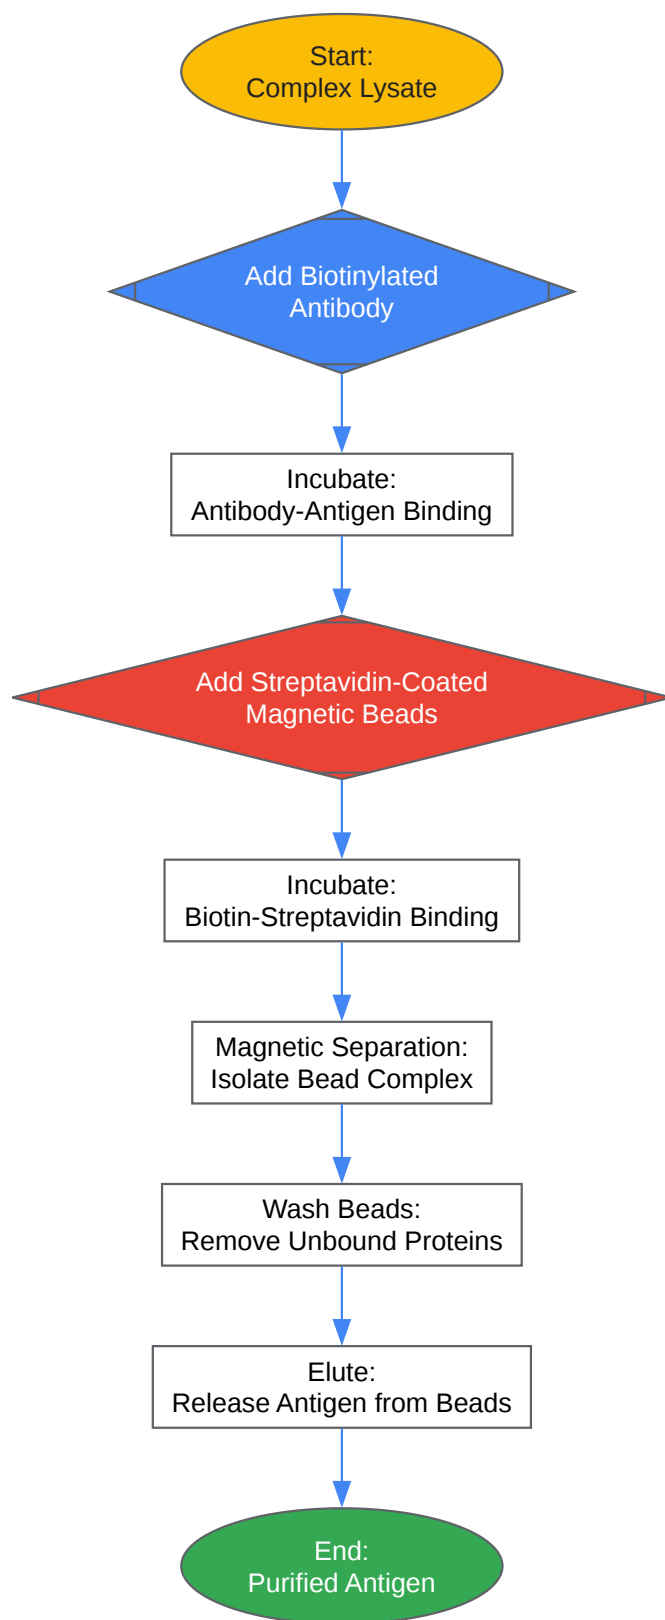 Start:
Complex Lysate
Add Biotinylated
Antibody
Incubate:
Antibody-Antigen Binding
Add Streptavidin-Coated
Magnetic Beads
Incubate:
Biotin-Streptavidin Binding
Magnetic Separation:
Isolate Bead Complex
Wash Beads:
Remove Unbound Proteins
Elute:
Release Antigen from Beads
End:
Purified Antigen